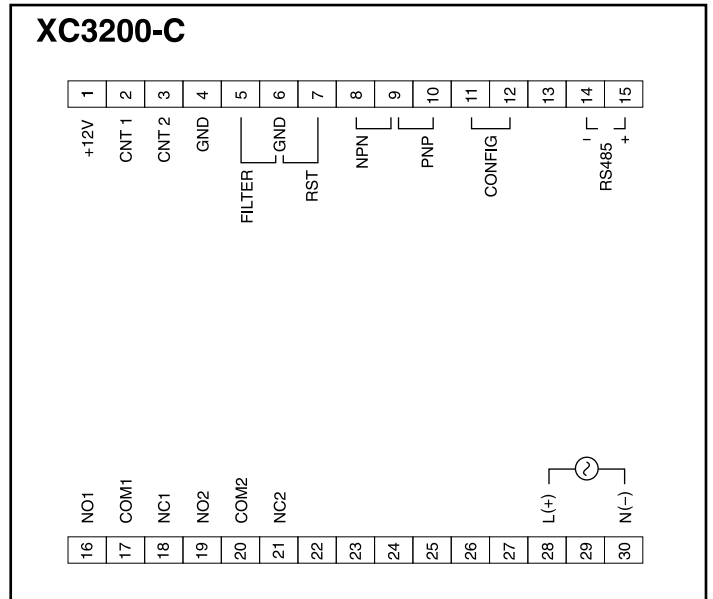 XC3200-C
1 2 3 4 5 6 7 8 9 10 11 12 13 14 15
+12V CNT 1 CNT 2 GND FILTER GND RST NPN PNP CONFIG - RS485 +
NO1 COM1 NC1 NO2 COM2 NC2 L(+) N(-)
16 17 18 19 20 21 22 23 24 25 26 27 28 29 30